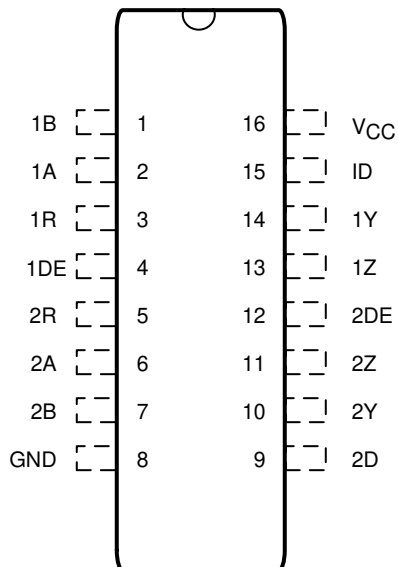 1B 1 16 VCC
1A 2 15 ID
1R 3 14 1Y
1DE 4 13 1Z
2R 5 12 2DE
2A 6 11 2Z
2B 7 10 2Y
GND 8 9 2D